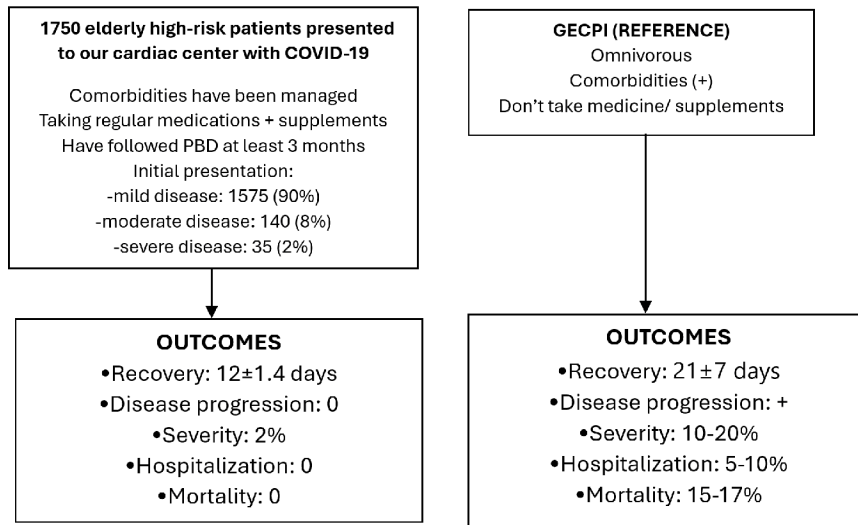 1750 elderly high-risk patients presented
to our cardiac center with COVID-19
Comorbidities have been managed
Taking regular medications + supplements
Have followed PBD at least 3 months
Initial presentation:
-mild disease: 1575 (90%)
-moderate disease: 140 (8%)
-severe disease: 35 (2%)
GECPI (REFERENCE)
Omnivorous
Comorbidities (+)
Don't take medicine/ supplements
OUTCOMES
•Recovery: 12±1.4 days
•Disease progression: 0
•Severity: 2%
•Hospitalization: 0
•Mortality: 0
OUTCOMES
•Recovery: 21±7 days
•Disease progression: +
•Severity: 10-20%
•Hospitalization: 5-10%
•Mortality: 15-17%